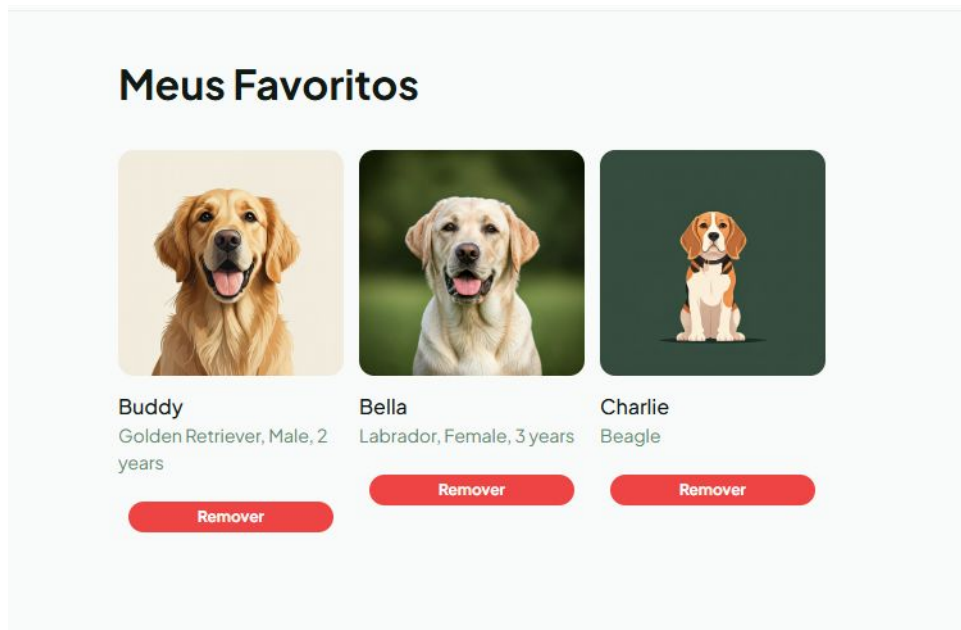 Meus Favoritos
Buddy
Golden Retriever, Male, 2
years
Remover
Bella
Labrador, Female, 3 years
Remover
Charlie
Beagle
Remover